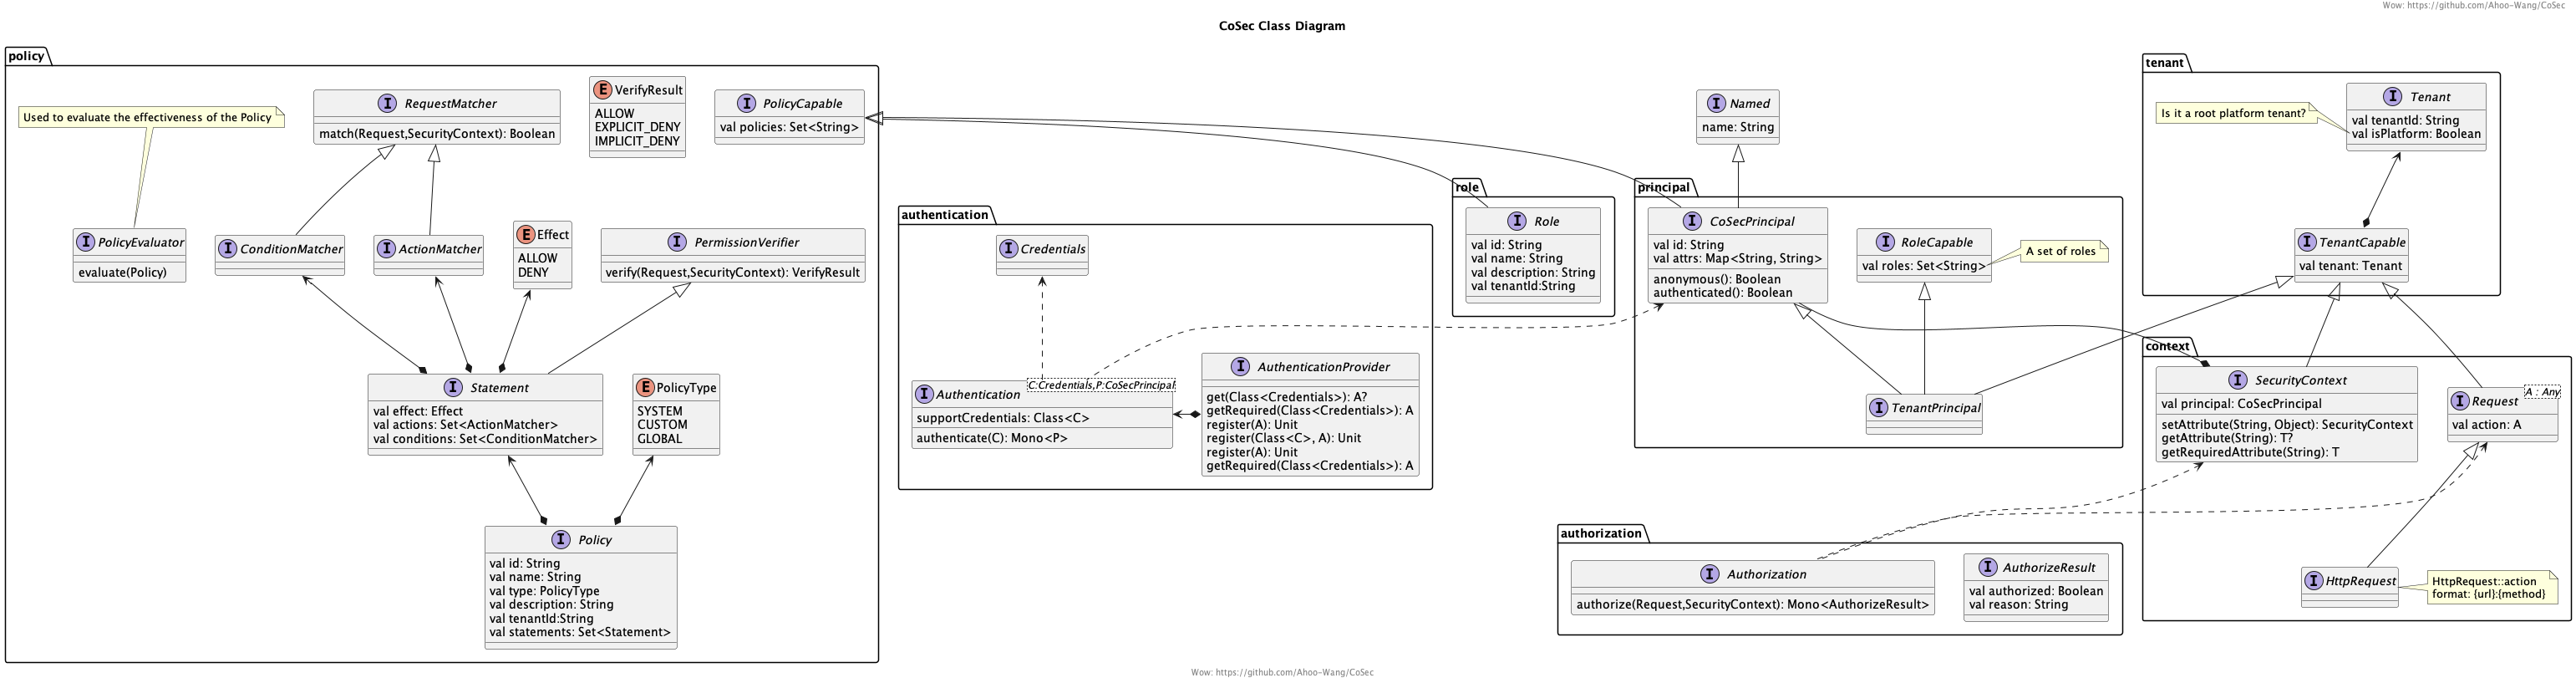 Wow: https://github.com/Ahoo-Wang/CoSec
CoSec Class Diagram
policy
Used to evaluate the effectiveness of the Policy
I RequestMatcher
match(Request,SecurityContext): Boolean
E VerifyResult
ALLOW
EXPLICIT_DENY
IMPLICIT_DENY
I PolicyCapable
val policies: Set<String>
I PolicyEvaluator
evaluate(Policy)
I ConditionMatcher
I ActionMatcher
E Effect
ALLOW
DENY
I PermissionVerifier
verify(Request,SecurityContext): VerifyResult
I Statement
val effect: Effect
val actions: Set<ActionMatcher>
val conditions: Set<ConditionMatcher>
E PolicyType
SYSTEM
CUSTOM
GLOBAL
I Policy
val id: String
val name: String
val type: PolicyType
val description: String
val tenantId:String
val statements: Set<Statement>
authentication
I Credentials
I Authentication
C:Credentials,P:CoSecPrincipal
supportCredentials: Class<C>
authenticate(C): Mono<P>
I AuthenticationProvider
get(Class<Credentials>): A?
getRequired(Class<Credentials>): A
register(A): Unit
register(Class<C>, A): Unit
register(A): Unit
getRequired(Class<Credentials>): A
role
I Role
val id: String
val name: String
val description: String
val tenantId:String
I Named
name: String
principal
I CoSecPrincipal
val id: String
val attrs: Map<String, String>
anonymous(): Boolean
authenticated(): Boolean
I RoleCapable
val roles: Set<String>
A set of roles
I TenantPrincipal
tenant
Is it a root platform tenant?
I Tenant
val tenantId: String
val isPlatform: Boolean
I TenantCapable
val tenant: Tenant
context
I SecurityContext
val principal: CoSecPrincipal
setAttribute(String, Object): SecurityContext
getAttribute(String): T?
getRequiredAttribute(String): T
I Request
A : Any
val action: A
I HttpRequest
HttpRequest::action
format: {url}:{method}
authorization
I Authorization
authorize(Request,SecurityContext): Mono<AuthorizeResult>
I AuthorizeResult
val authorized: Boolean
val reason: String
Wow: https://github.com/Ahoo-Wang/CoSec